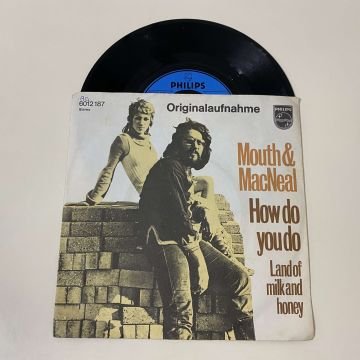 PHILIPS
6012 187
Originalaufnahme
PHILIPS
Mouth &
MacNeal
How do
you do
Land of
milk and
honey